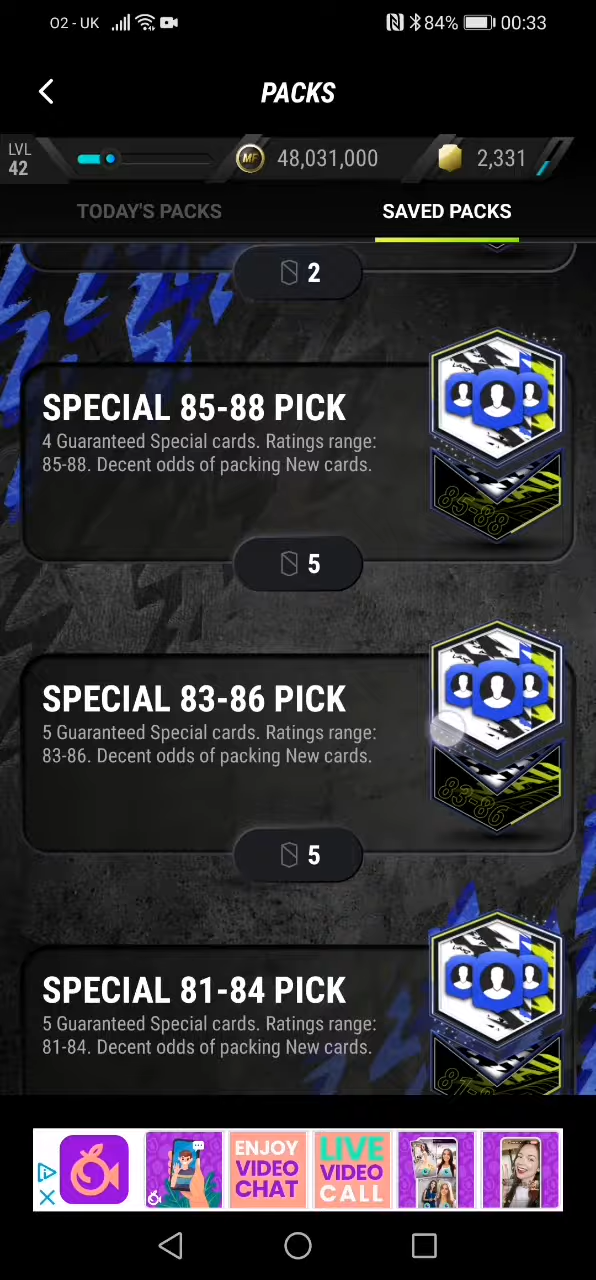 O2 - UK
84%
00:33
PACKS
LVL
42
MF
48,031,000
2,331
TODAY'S PACKS
SAVED PACKS
2
SPECIAL 85-88 PICK
4 Guaranteed Special cards. Ratings range:
85-88. Decent odds of packing New cards.
85-88
5
SPECIAL 83-86 PICK
5 Guaranteed Special cards. Ratings range:
83-86. Decent odds of packing New cards.
83-86
5
SPECIAL 81-84 PICK
5 Guaranteed Special cards. Ratings range:
81-84. Decent odds of packing New cards.
ENJOY
VIDEO
CHAT
LIVE
VIDEO
CALL